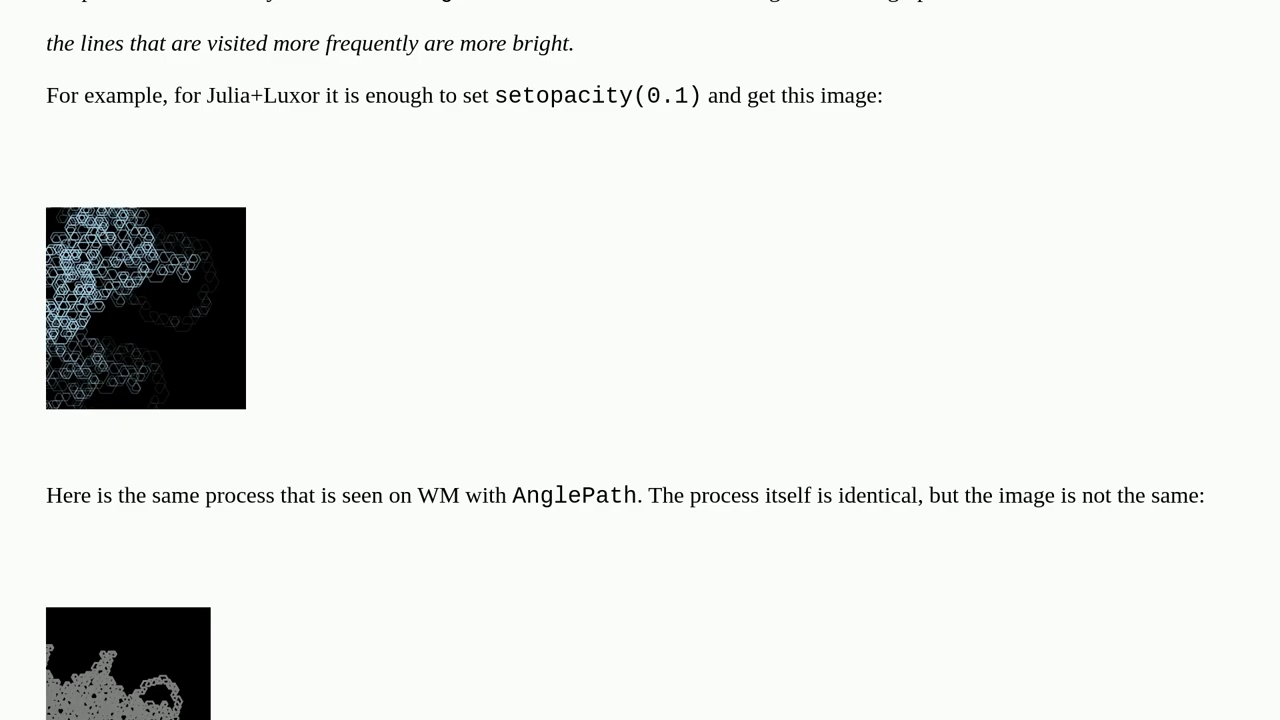 the lines that are visited more frequently are more bright.
For example, for Julia+Luxor it is enough to set setopacity(0.1) and get this image:
Here is the same process that is seen on WM with AnglePath. The process itself is identical, but the image is not the same: